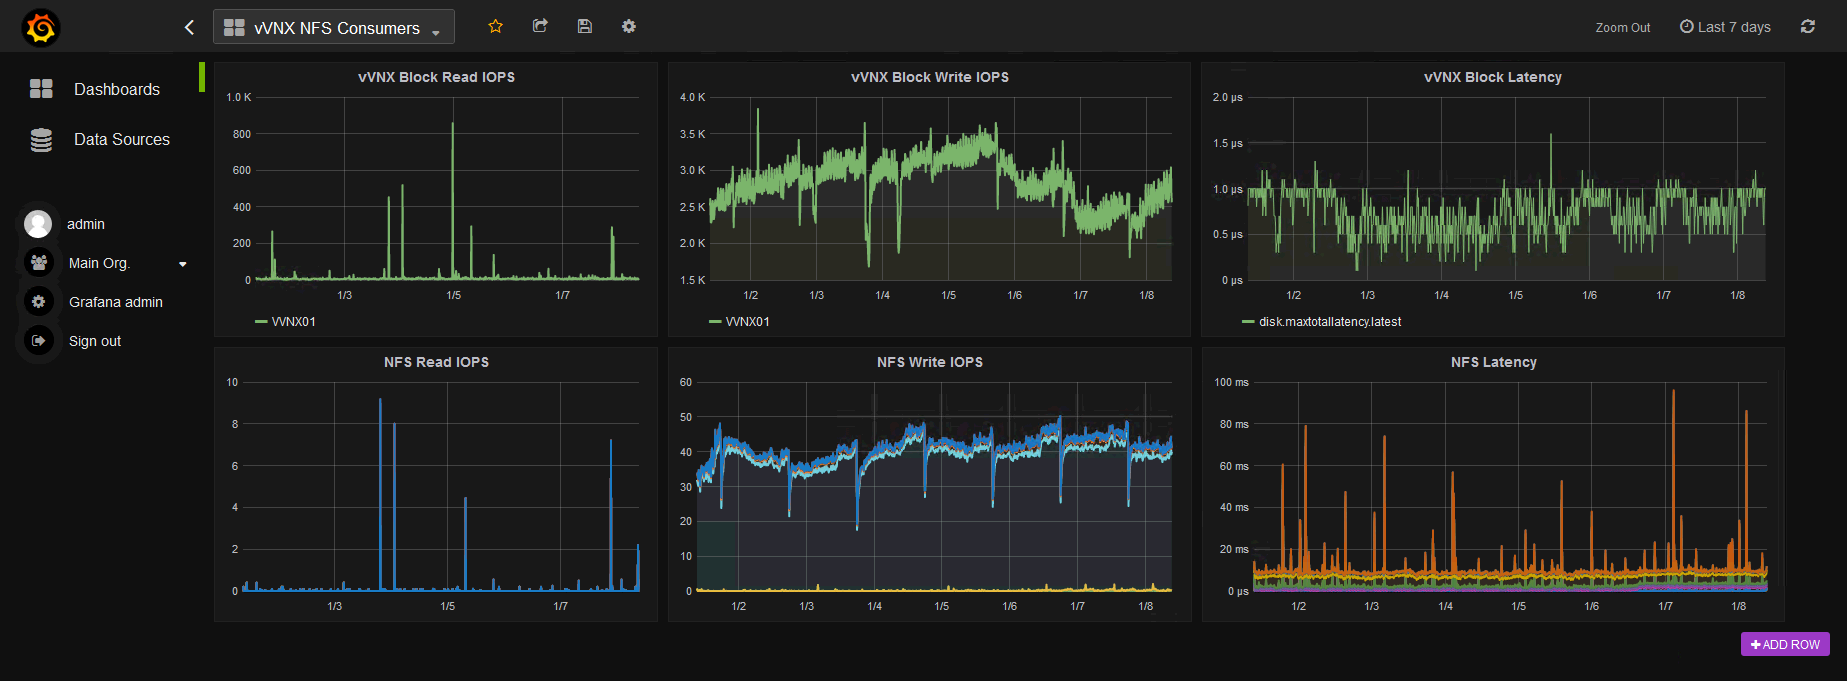 vVNX NFS Consumers
Zoom Out
Last 7 days
Dashboards
Data Sources
admin
Main Org.
Grafana admin
Sign out
vVNX Block Read IOPS
1.0 K
800
600
400
200
0
1/3 1/5 1/7
VVNX01
vVNX Block Write IOPS
4.0 K
3.5 K
3.0 K
2.5 K
2.0 K
1.5 K
1/2 1/3 1/4 1/5 1/6 1/7 1/8
VVNX01
vVNX Block Latency
2.0 µs
1.5 µs
1.0 µs
0.5 µs
0 µs
1/2 1/3 1/4 1/5 1/6 1/7 1/8
disk.maxtotallatency.latest
NFS Read IOPS
10
8
6
4
2
0
1/3 1/5 1/7
NFS Write IOPS
60
50
40
30
20
10
0
1/2 1/3 1/4 1/5 1/6 1/7 1/8
NFS Latency
100 ms
80 ms
60 ms
40 ms
20 ms
0 µs
1/2 1/3 1/4 1/5 1/6 1/7 1/8
ADD ROW